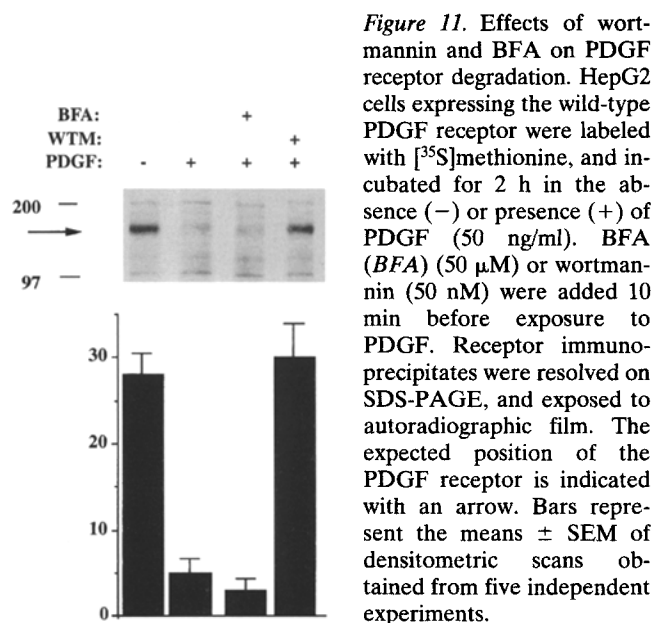 BFA: +
WTM: +
PDGF: - + + +
200
97
30
20
10
0
Figure 11. Effects of wort-
mannin and BFA on PDGF
receptor degradation. HepG2
cells expressing the wild-type
PDGF receptor were labeled
with [³⁵S]methionine, and in-
cubated for 2 h in the ab-
sence (−) or presence (+) of
PDGF (50 ng/ml). BFA
(BFA) (50 μM) or wortman-
nin (50 nM) were added 10
min before exposure to
PDGF. Receptor immuno-
precipitates were resolved on
SDS-PAGE, and exposed to
autoradiographic film. The
expected position of the
PDGF receptor is indicated
with an arrow. Bars repre-
sent the means ± SEM of
densitometric scans ob-
tained from five independent
experiments.